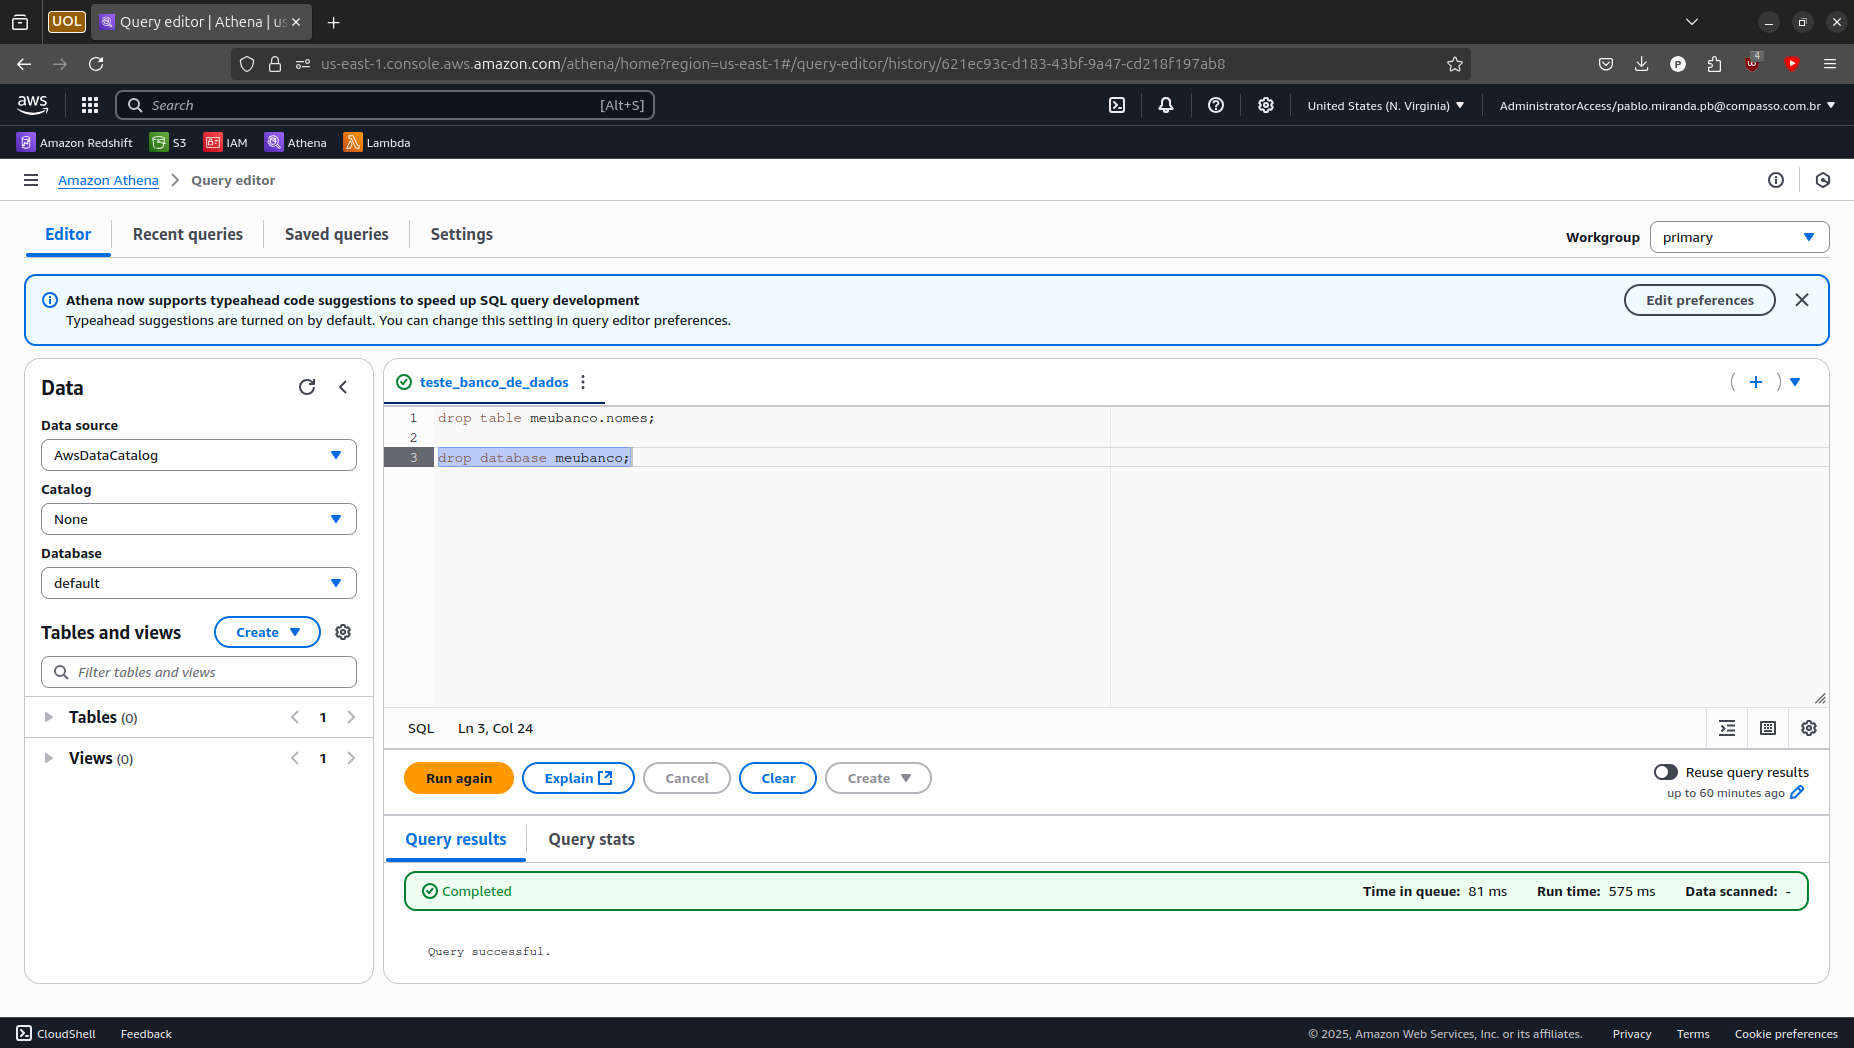 UOL
Query editor | Athena | us
us-east-1.console.aws.amazon.com/athena/home?region=us-east-1#/query-editor/history/621ec93c-d183-43bf-9a47-cd218f197ab8
4
P
aws
Search
[Alt+S]
United States (N. Virginia)
AdministratorAccess/pablo.miranda.pb@compasso.com.br
Amazon Redshift
S3
IAM
Athena
Lambda
Amazon Athena
Query editor
Editor
Recent queries
Saved queries
Settings
Workgroup
primary
Athena now supports typeahead code suggestions to speed up SQL query development
Typeahead suggestions are turned on by default. You can change this setting in query editor preferences.
Edit preferences
Data
Data source
AwsDataCatalog
Catalog
None
Database
default
Tables and views
Create
Filter tables and views
Tables (0)
1
Views (0)
1
teste_banco_de_dados
1 drop table meubanco.nomes;
2
3 drop database meubanco;
SQL
Ln 3, Col 24
Run again
Explain
Cancel
Clear
Create
Reuse query results
up to 60 minutes ago
Query results
Query stats
Completed
Time in queue: 81 ms
Run time: 575 ms
Data scanned: -
Query successful.
CloudShell
Feedback
© 2025, Amazon Web Services, Inc. or its affiliates.
Privacy
Terms
Cookie preferences